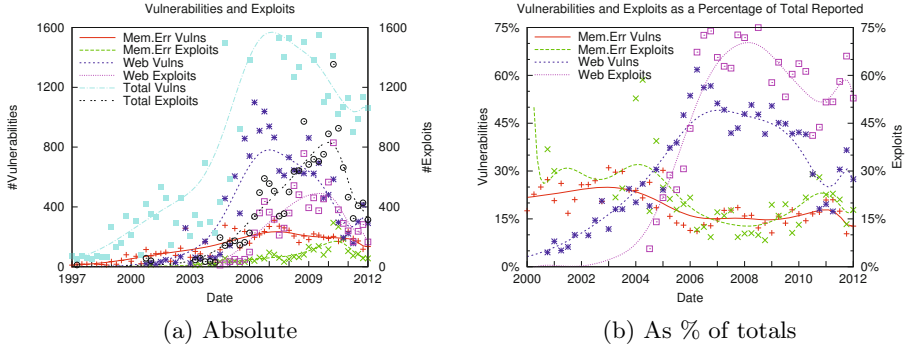 Vulnerabilities and Exploits
Mem.Err Vulns
Mem.Err Exploits
Web Vulns
Web Exploits
Total Vulns
Total Exploits
#Vulnerabilities
#Exploits
1600
1200
800
400
0
1600
1200
800
400
0
1997 2000 2003 2006 2009 2012
Date
(a) Absolute
Vulnerabilities and Exploits as a Percentage of Total Reported
Mem.Err Vulns
Mem.Err Exploits
Web Vulns
Web Exploits
Vulnerabilities
Exploits
75%
60%
45%
30%
15%
0%
75%
60%
45%
30%
15%
0%
2000 2002 2004 2006 2008 2010 2012
Date
(b) As % of totals